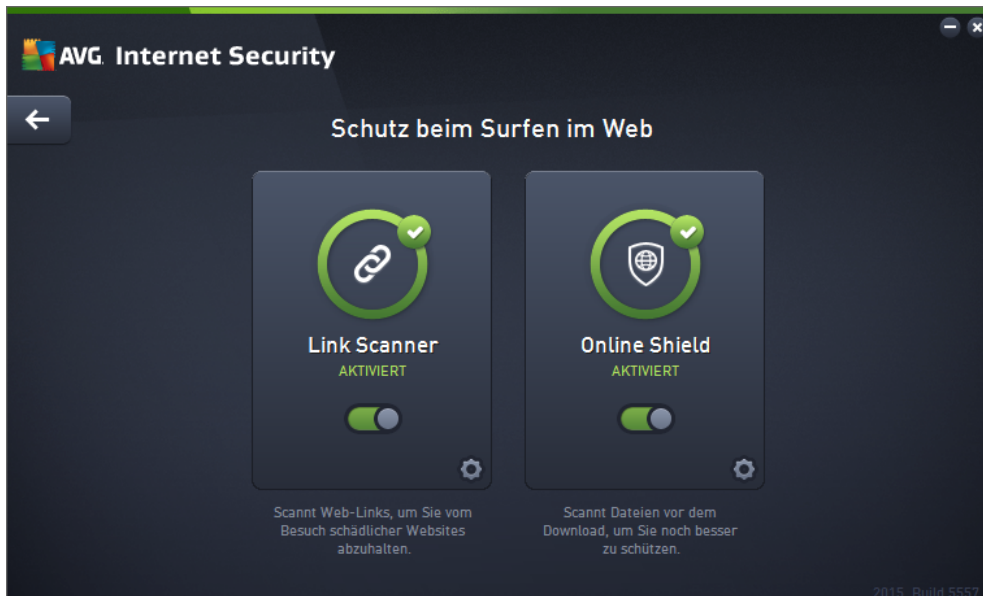 AVG. Internet Security
Schutz beim Surfen im Web
Link Scanner
AKTIVIERT
Scannt Web-Links, um Sie vom
Besuch schädlicher Websites
abzuhalten.
Online Shield
AKTIVIERT
Scannt Dateien vor dem
Download, um Sie noch besser
zu schützen.
2015 Build 5557